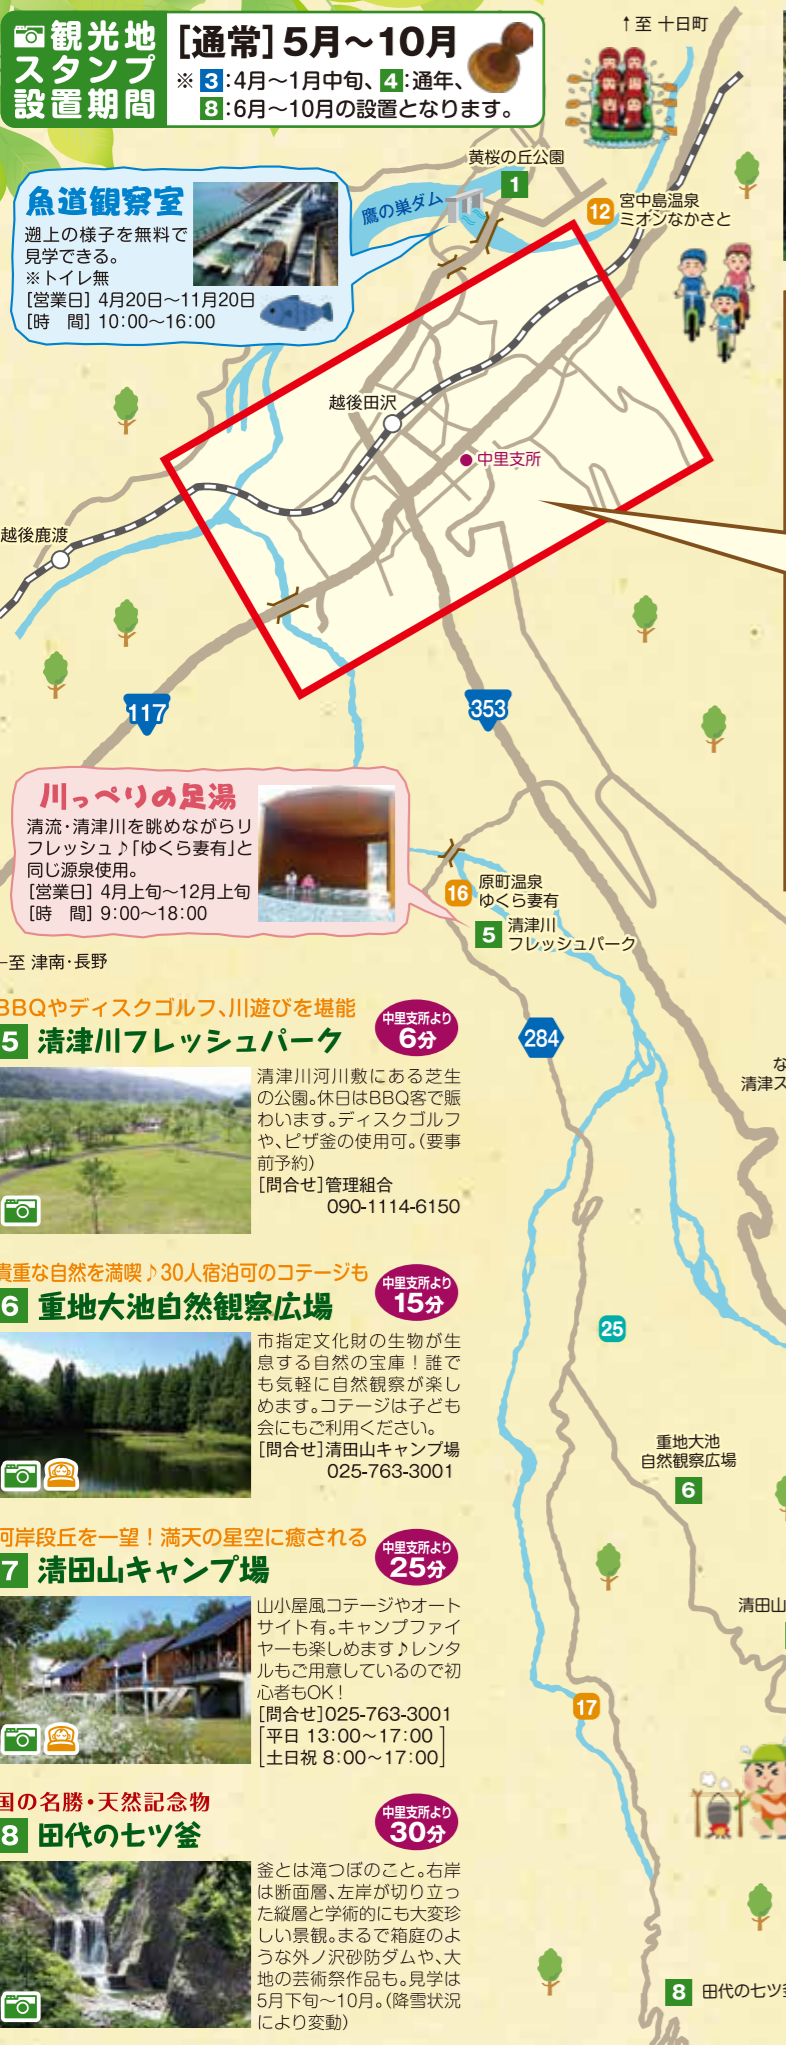 観光地
スタンプ
設置期間
[通常]5月〜10月
※3:4月〜1月中旬、4:通年、
8:6月〜10月の設置となります。
↑至 十日町
黄桜の丘公園
1
鷹の巣ダム
12
宮中島温泉
ミオンなかさと
魚道観察室
遡上の様子を無料で
見学できる。
※トイレ無
[営業日] 4月20日〜11月20日
[時　間] 10:00〜16:00
越後田沢
中里支所
越後鹿渡
117
353
川っぺりの足湯
清流・清津川を眺めながらリ
フレッシュ♪「ゆくら妻有」と
同じ源泉使用。
[営業日] 4月上旬〜12月上旬
[時　間] 9:00〜18:00
16
原町温泉
ゆくら妻有
5
清津川
フレッシュパーク
至 津南・長野
BBQやディスクゴルフ、川遊びを堪能
5 清津川フレッシュパーク
中里支所より
6分
清津川河川敷にある芝生
の公園。休日はBBQ客で賑
わいます。ディスクゴルフ
や、ピザ釜の使用可。(要事
前予約)
[問合せ]管理組合
090-1114-6150
284
な
清津ス
貴重な自然を満喫♪30人宿泊可のコテージも
6 重地大池自然観察広場
中里支所より
15分
市指定文化財の生物が生
息する自然の宝庫！誰で
も気軽に自然観察が楽し
めます。コテージは子ども
会にもご利用ください。
[問合せ]清田山キャンプ場
025-763-3001
25
重地大池
自然観察広場
6
河岸段丘を一望！満天の星空に癒される
7 清田山キャンプ場
中里支所より
25分
山小屋風コテージやオート
サイト有。キャンプファイ
ヤーも楽しめます♪レンタ
ルもご用意しているので初
心者もOK！
[問合せ]025-763-3001
[平日 13:00〜17:00
土日祝 8:00〜17:00]
清田山
17
国の名勝・天然記念物
8 田代の七ツ釜
中里支所より
30分
釜とは滝つぼのこと。右岸
は断面層、左岸が切り立っ
た縦層と学術的にも大変珍
しい景観。まるで箱庭のよ
うな外ノ沢砂防ダムや、大
地の芸術祭作品も。見学は
5月下旬〜10月。(降雪状況
により変動)
8 田代の七ツ釜